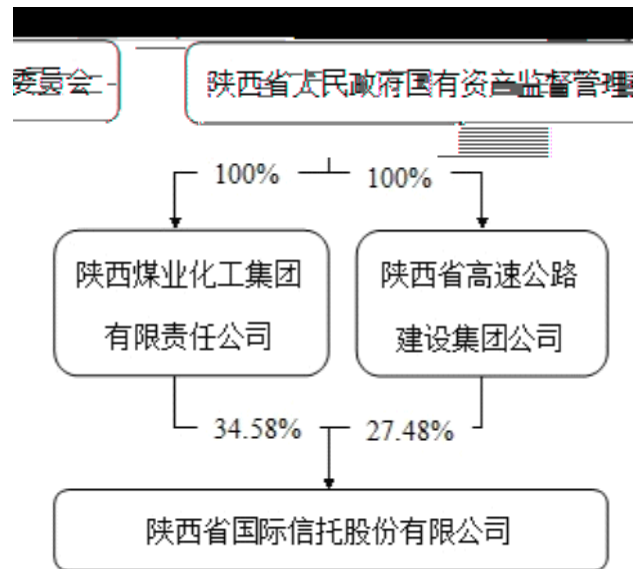 委员会
陕西省人民政府国有资产监督管理
100%
100%
陕西煤业化工集团
有限责任公司
陕西省高速公路
建设集团公司
34.58%
27.48%
陕西省国际信托股份有限公司